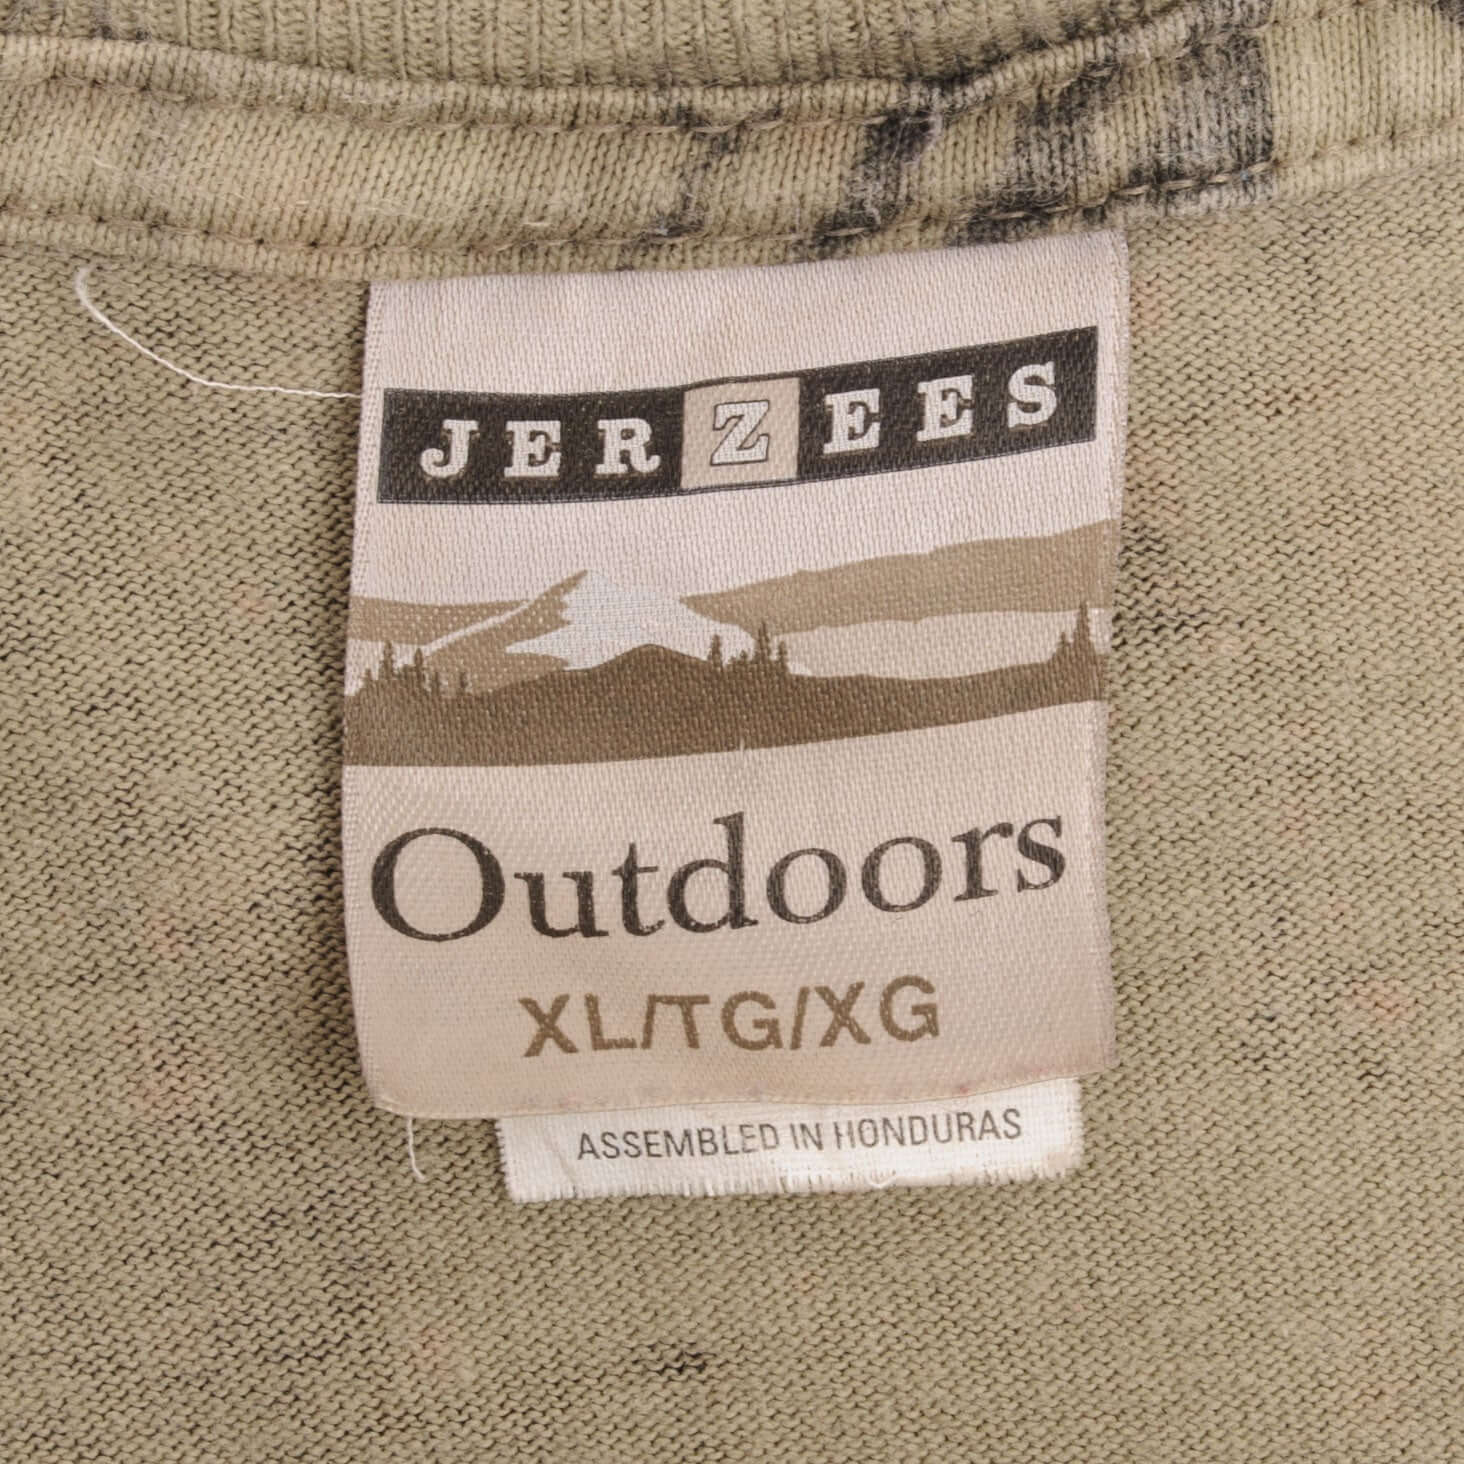 JERZEES
Outdoors
XL/TG/XG
ASSEMBLED IN HONDURAS